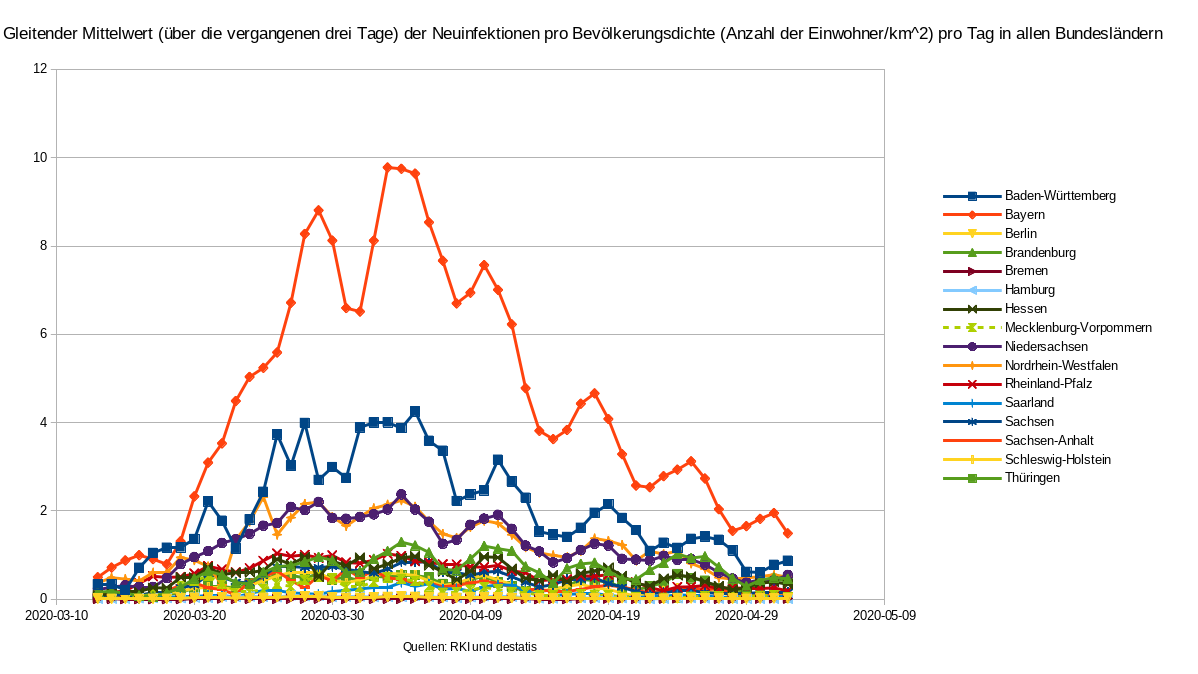 Gleitender Mittelwert (über die vergangenen drei Tage) der Neuinfektionen pro Bevölkerungsdichte (Anzahl der Einwohner/km^2) pro Tag in allen Bundesländern
12
10
8
6
4
2
0
2020-03-10
2020-03-20
2020-03-30
2020-04-09
2020-04-19
2020-04-29
2020-05-09
Quellen: RKI und destatis
Baden-Württemberg
Bayern
Berlin
Brandenburg
Bremen
Hamburg
Hessen
Mecklenburg-Vorpommern
Niedersachsen
Nordrhein-Westfalen
Rheinland-Pfalz
Saarland
Sachsen
Sachsen-Anhalt
Schleswig-Holstein
Thüringen